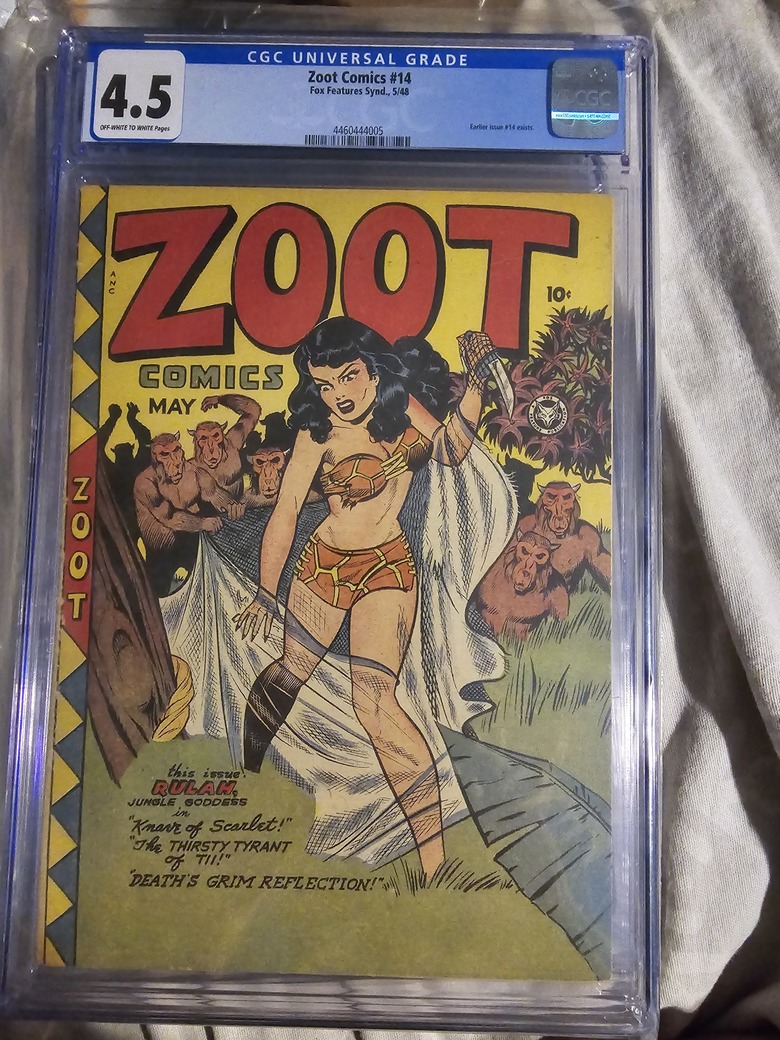 CGC UNIVERSAL GRADE
4.5
OFF-WHITE TO WHITE Pages
Zoot Comics #14
Fox Features Synd., 5/48
4460444005
Earlier issue #14 exists.
CGC
ZOOT
ANC
10¢
COMICS
MAY
ZOOT
this issue:
RULAH,
JUNGLE GODDESS
in
"Knave of Scarlet!"
"The THIRSTY TYRANT
of TII!"
"DEATH'S GRIM REFLECTION!"